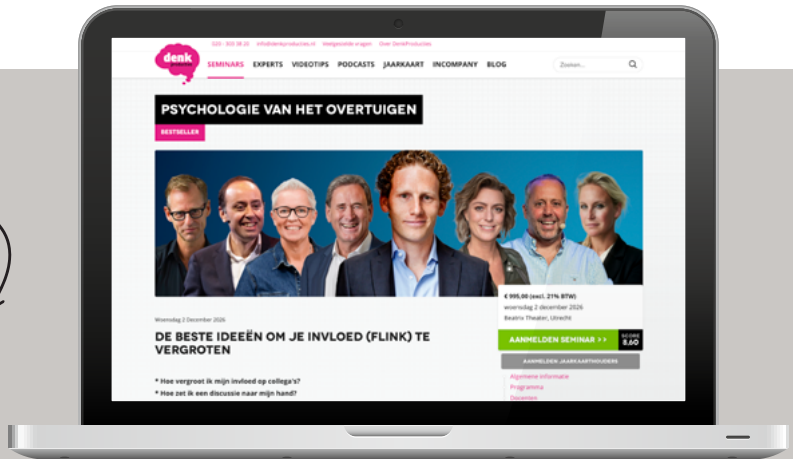 020 - 303 38 20 info@denkproducties.nl Veelgestelde vragen Over DenkProducties
denk
producties
SEMINARS EXPERTS VIDEOTIPS PODCASTS JAARKAART INCOMPANY BLOG
Zoeken...
PSYCHOLOGIE VAN HET OVERTUIGEN
BESTSELLER
€ 995,00 (excl. 21% BTW)
woensdag 2 december 2026
Beatrix Theater, Utrecht
AANMELDEN SEMINAR >> SCORE 8,60
AANMELDEN JAARKAARTHOUDERS
Algemene informatie
Programma
Docenten
Woensdag 2 December 2026
DE BESTE IDEEËN OM JE INVLOED (FLINK) TE
VERGROTEN
* Hoe vergroot ik mijn invloed op collega's?
* Hoe zet ik een discussie naar mijn hand?